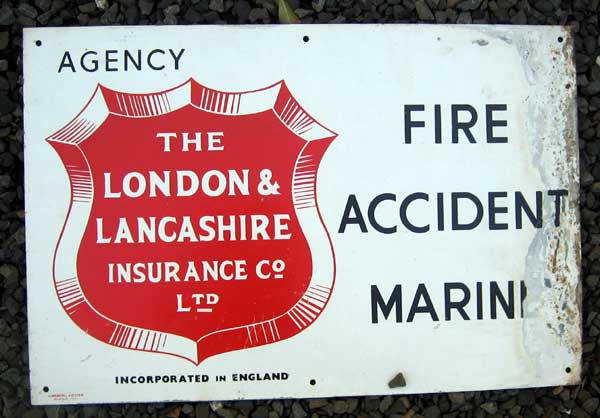 AGENCY
THE
LONDON &
LANCASHIRE
INSURANCE Cº
LTD
INCORPORATED IN ENGLAND
FIRE
ACCIDENT
MARIN